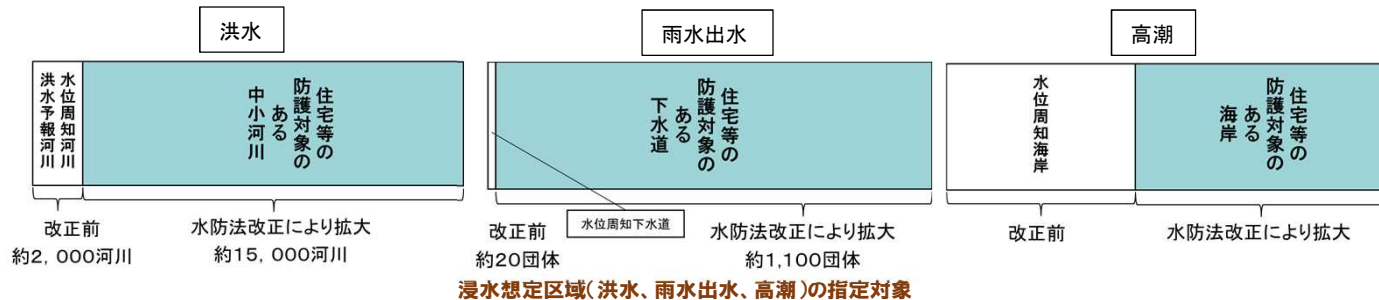 洪水
洪水予報河川
水位周知河川
住宅等の
防護対象の
ある
中小河川
改正前
約2，000河川
水防法改正により拡大
約15，000河川
雨水出水
住宅等の
防護対象の
ある
下水道
水位周知下水道
改正前
約20団体
水防法改正により拡大
約1,100団体
高潮
水位周知海岸
住宅等の
防護対象の
ある
海岸
改正前
水防法改正により拡大
浸水想定区域（洪水、雨水出水、高潮）の指定対象